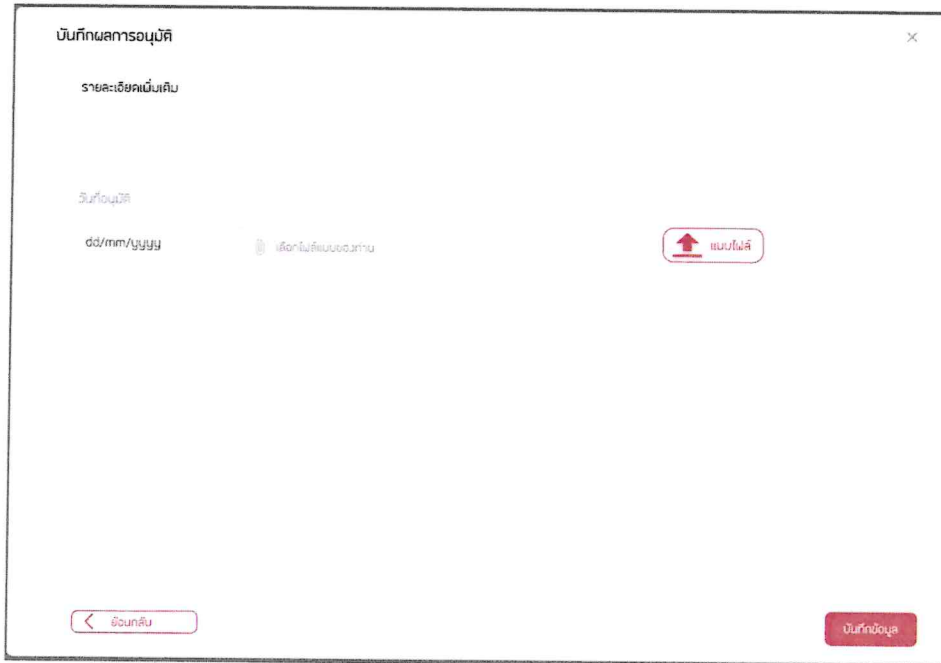 บันทึกผลการอนุมัติ
รายละเอียดเพิ่มเติม
วันที่อนุมัติ
dd/mm/yyyy เลือกไฟล์แนบของท่าน แนบไฟล์
ย้อนกลับ บันทึกข้อมูล